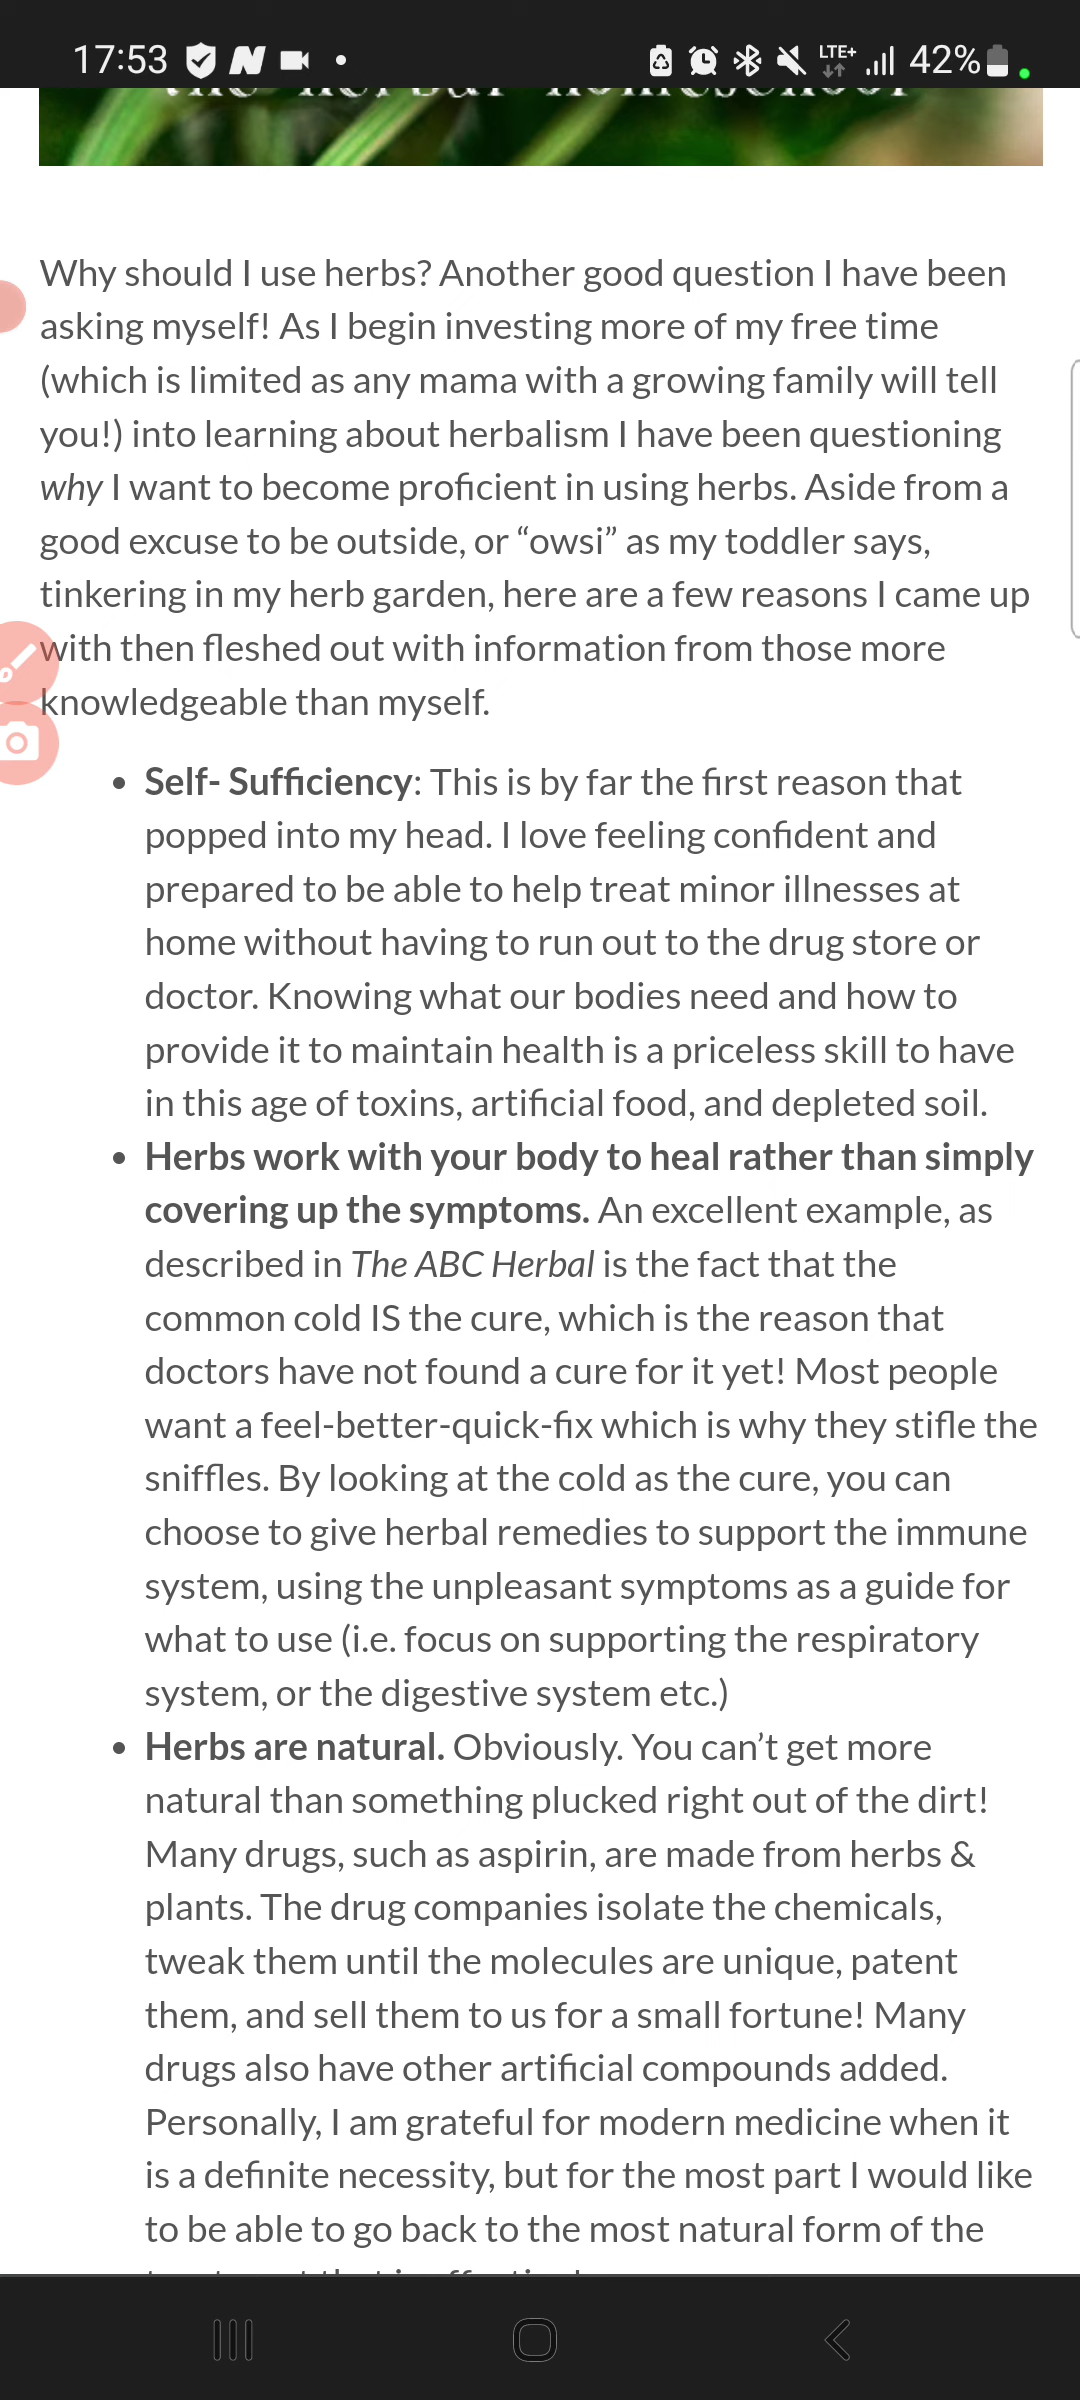 17:53 N LTE+ 42%
the herbal homeschool
Why should I use herbs? Another good question I have been
asking myself! As I begin investing more of my free time
(which is limited as any mama with a growing family will tell
you!) into learning about herbalism I have been questioning
why I want to become proficient in using herbs. Aside from a
good excuse to be outside, or “owsi” as my toddler says,
tinkering in my herb garden, here are a few reasons I came up
with then fleshed out with information from those more
knowledgeable than myself.
• Self- Sufficiency: This is by far the first reason that
popped into my head. I love feeling confident and
prepared to be able to help treat minor illnesses at
home without having to run out to the drug store or
doctor. Knowing what our bodies need and how to
provide it to maintain health is a priceless skill to have
in this age of toxins, artificial food, and depleted soil.
• Herbs work with your body to heal rather than simply
covering up the symptoms. An excellent example, as
described in The ABC Herbal is the fact that the
common cold IS the cure, which is the reason that
doctors have not found a cure for it yet! Most people
want a feel-better-quick-fix which is why they stifle the
sniffles. By looking at the cold as the cure, you can
choose to give herbal remedies to support the immune
system, using the unpleasant symptoms as a guide for
what to use (i.e. focus on supporting the respiratory
system, or the digestive system etc.)
• Herbs are natural. Obviously. You can’t get more
natural than something plucked right out of the dirt!
Many drugs, such as aspirin, are made from herbs &
plants. The drug companies isolate the chemicals,
tweak them until the molecules are unique, patent
them, and sell them to us for a small fortune! Many
drugs also have other artificial compounds added.
Personally, I am grateful for modern medicine when it
is a definite necessity, but for the most part I would like
to be able to go back to the most natural form of the